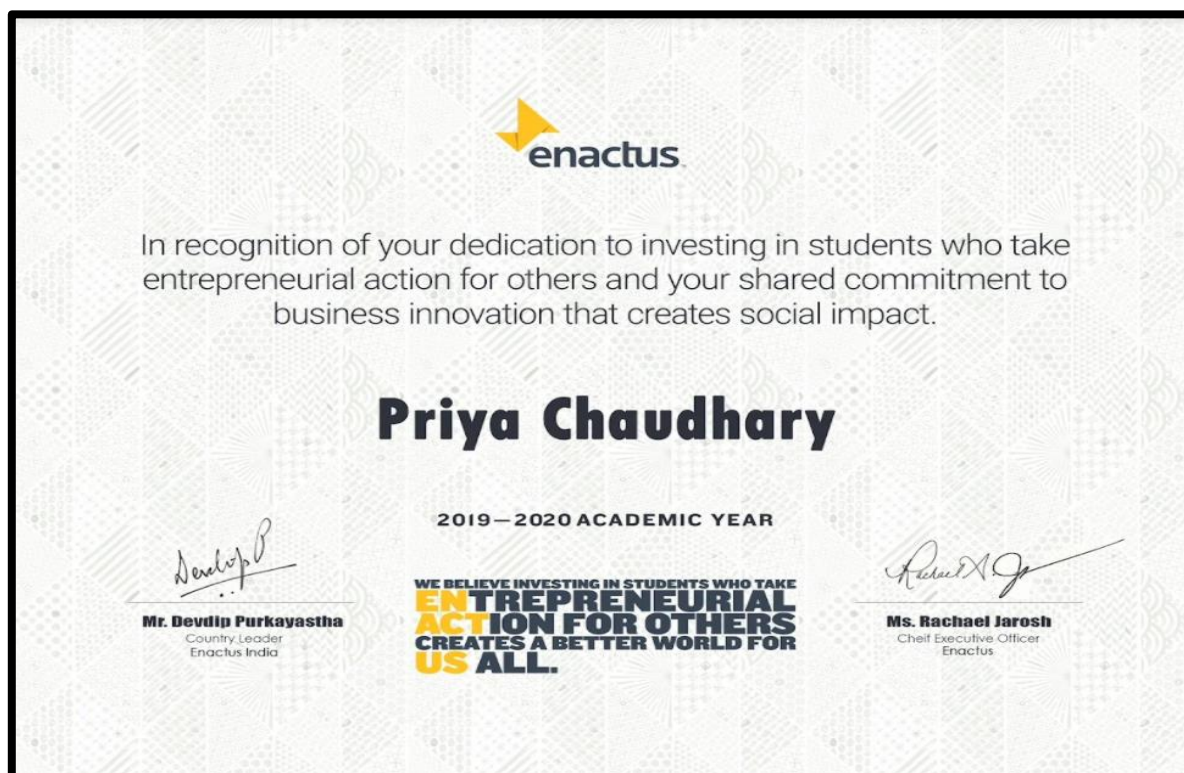 enactus
In recognition of your dedication to investing in students who take
entrepreneurial action for others and your shared commitment to
business innovation that creates social impact.
Priya Chaudhary
2019—2020 ACADEMIC YEAR
Devdip P
Mr. Devdip Purkayastha
Country Leader
Enactus India
WE BELIEVE INVESTING IN STUDENTS WHO TAKE
ENTREPRENEURIAL
ACTION FOR OTHERS
CREATES A BETTER WORLD FOR
US ALL.
Rachael A. Ja
Ms. Rachael Jarosh
Cheif Executive Officer
Enactus